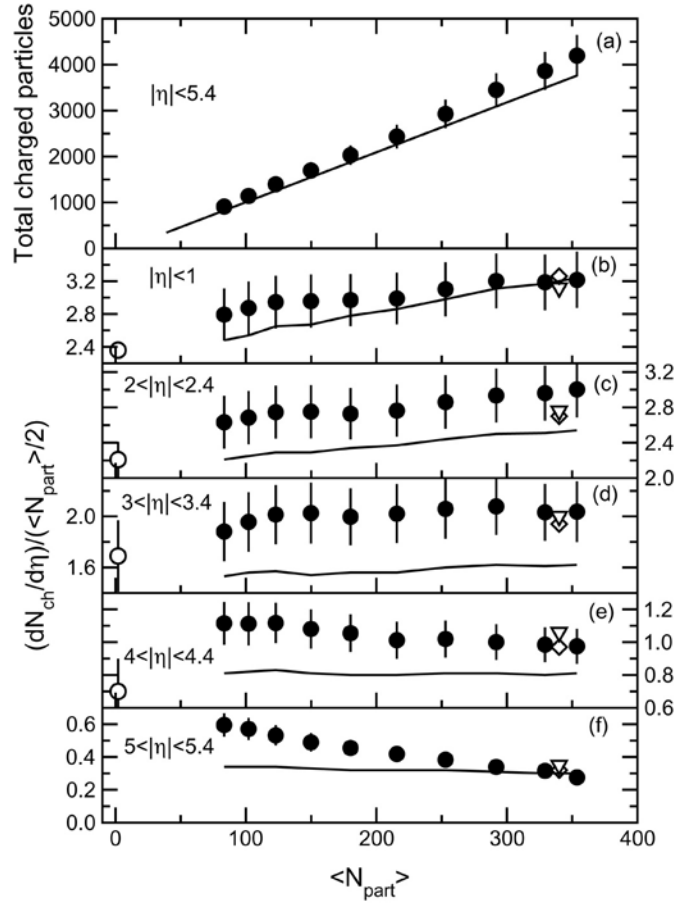 5000
4000
3000
2000
1000
0
Total charged particles
(a)
|η|<5.4
3.2
2.8
2.4
|η|<1
(b)
2<|η|<2.4
(c)
3.2
2.8
2.4
2.0
2.0
1.6
3<|η|<3.4
(d)
(dN_ch/dη)/(<N_part>/2)
4<|η|<4.4
(e)
1.2
1.0
0.8
0.6
0.6
0.4
0.2
0.0
5<|η|<5.4
(f)
0 100 200 300 400
<N_part>